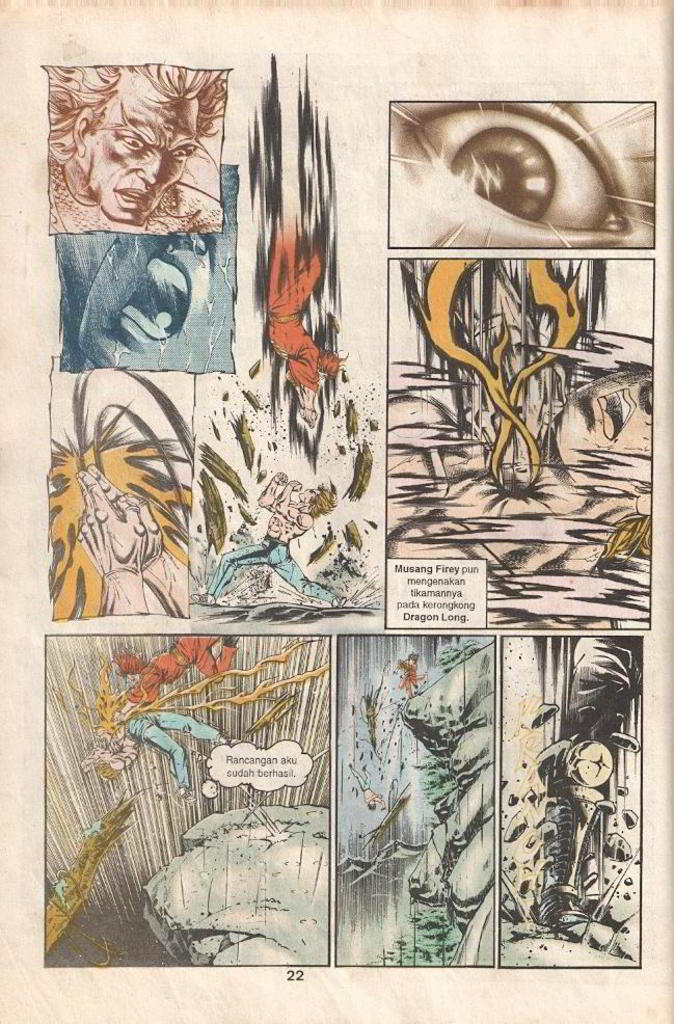 Musang Firey pun
mengenakan
tikamannya
pada kerongkong
Dragon Long.
Rancangan aku
sudah berhasil.
22